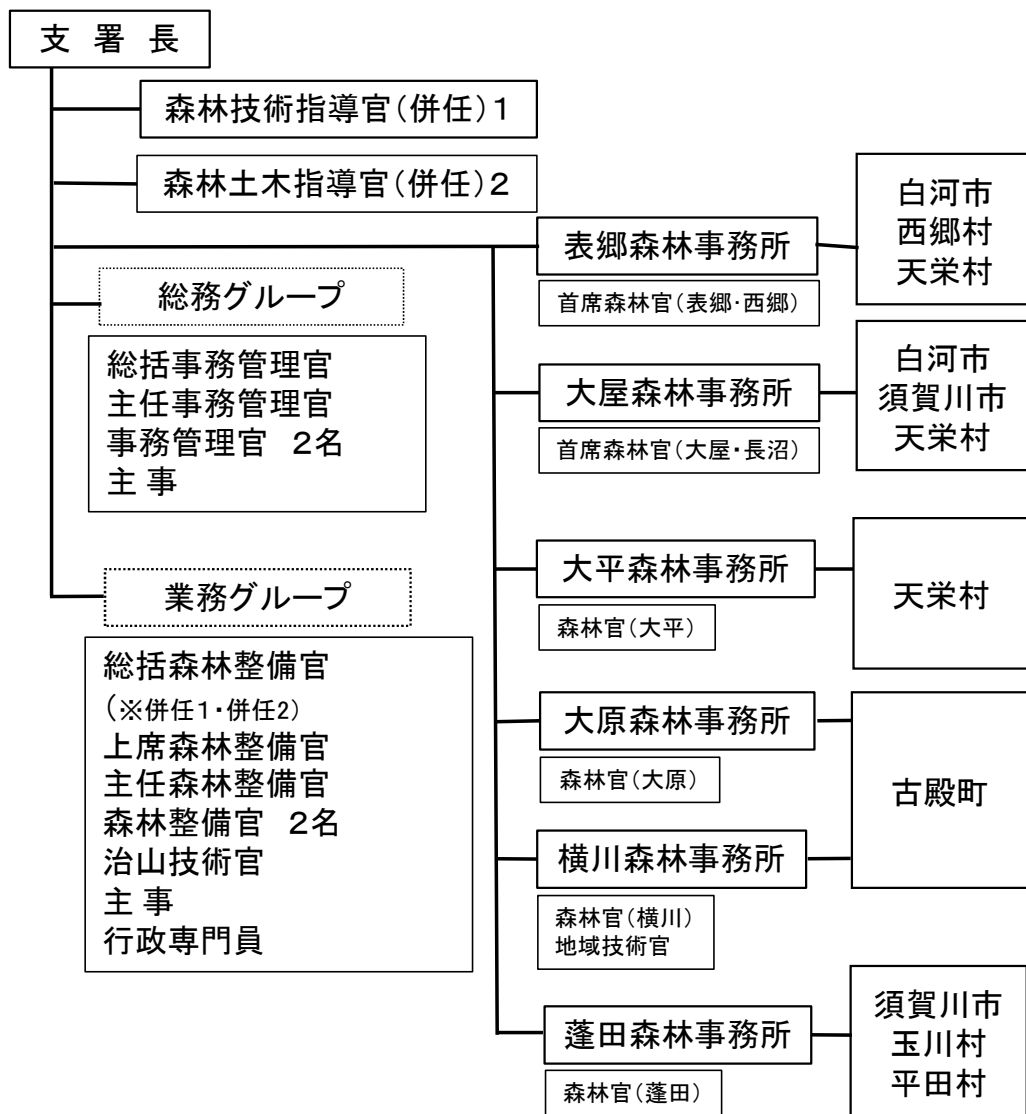 支 署 長
森林技術指導官(併任)1
森林土木指導官(併任)2
総務グループ
総括事務管理官
主任事務管理官
事務管理官 2名
主 事
業務グループ
総括森林整備官
(※併任1・併任2)
上席森林整備官
主任森林整備官
森林整備官 2名
治山技術官
主 事
行政専門員
表郷森林事務所
首席森林官(表郷・西郷)
白河市
西郷村
天栄村
大屋森林事務所
首席森林官(大屋・長沼)
白河市
須賀川市
天栄村
大平森林事務所
森林官(大平)
天栄村
大原森林事務所
森林官(大原)
横川森林事務所
森林官(横川)
地域技術官
古殿町
蓬田森林事務所
森林官(蓬田)
須賀川市
玉川村
平田村